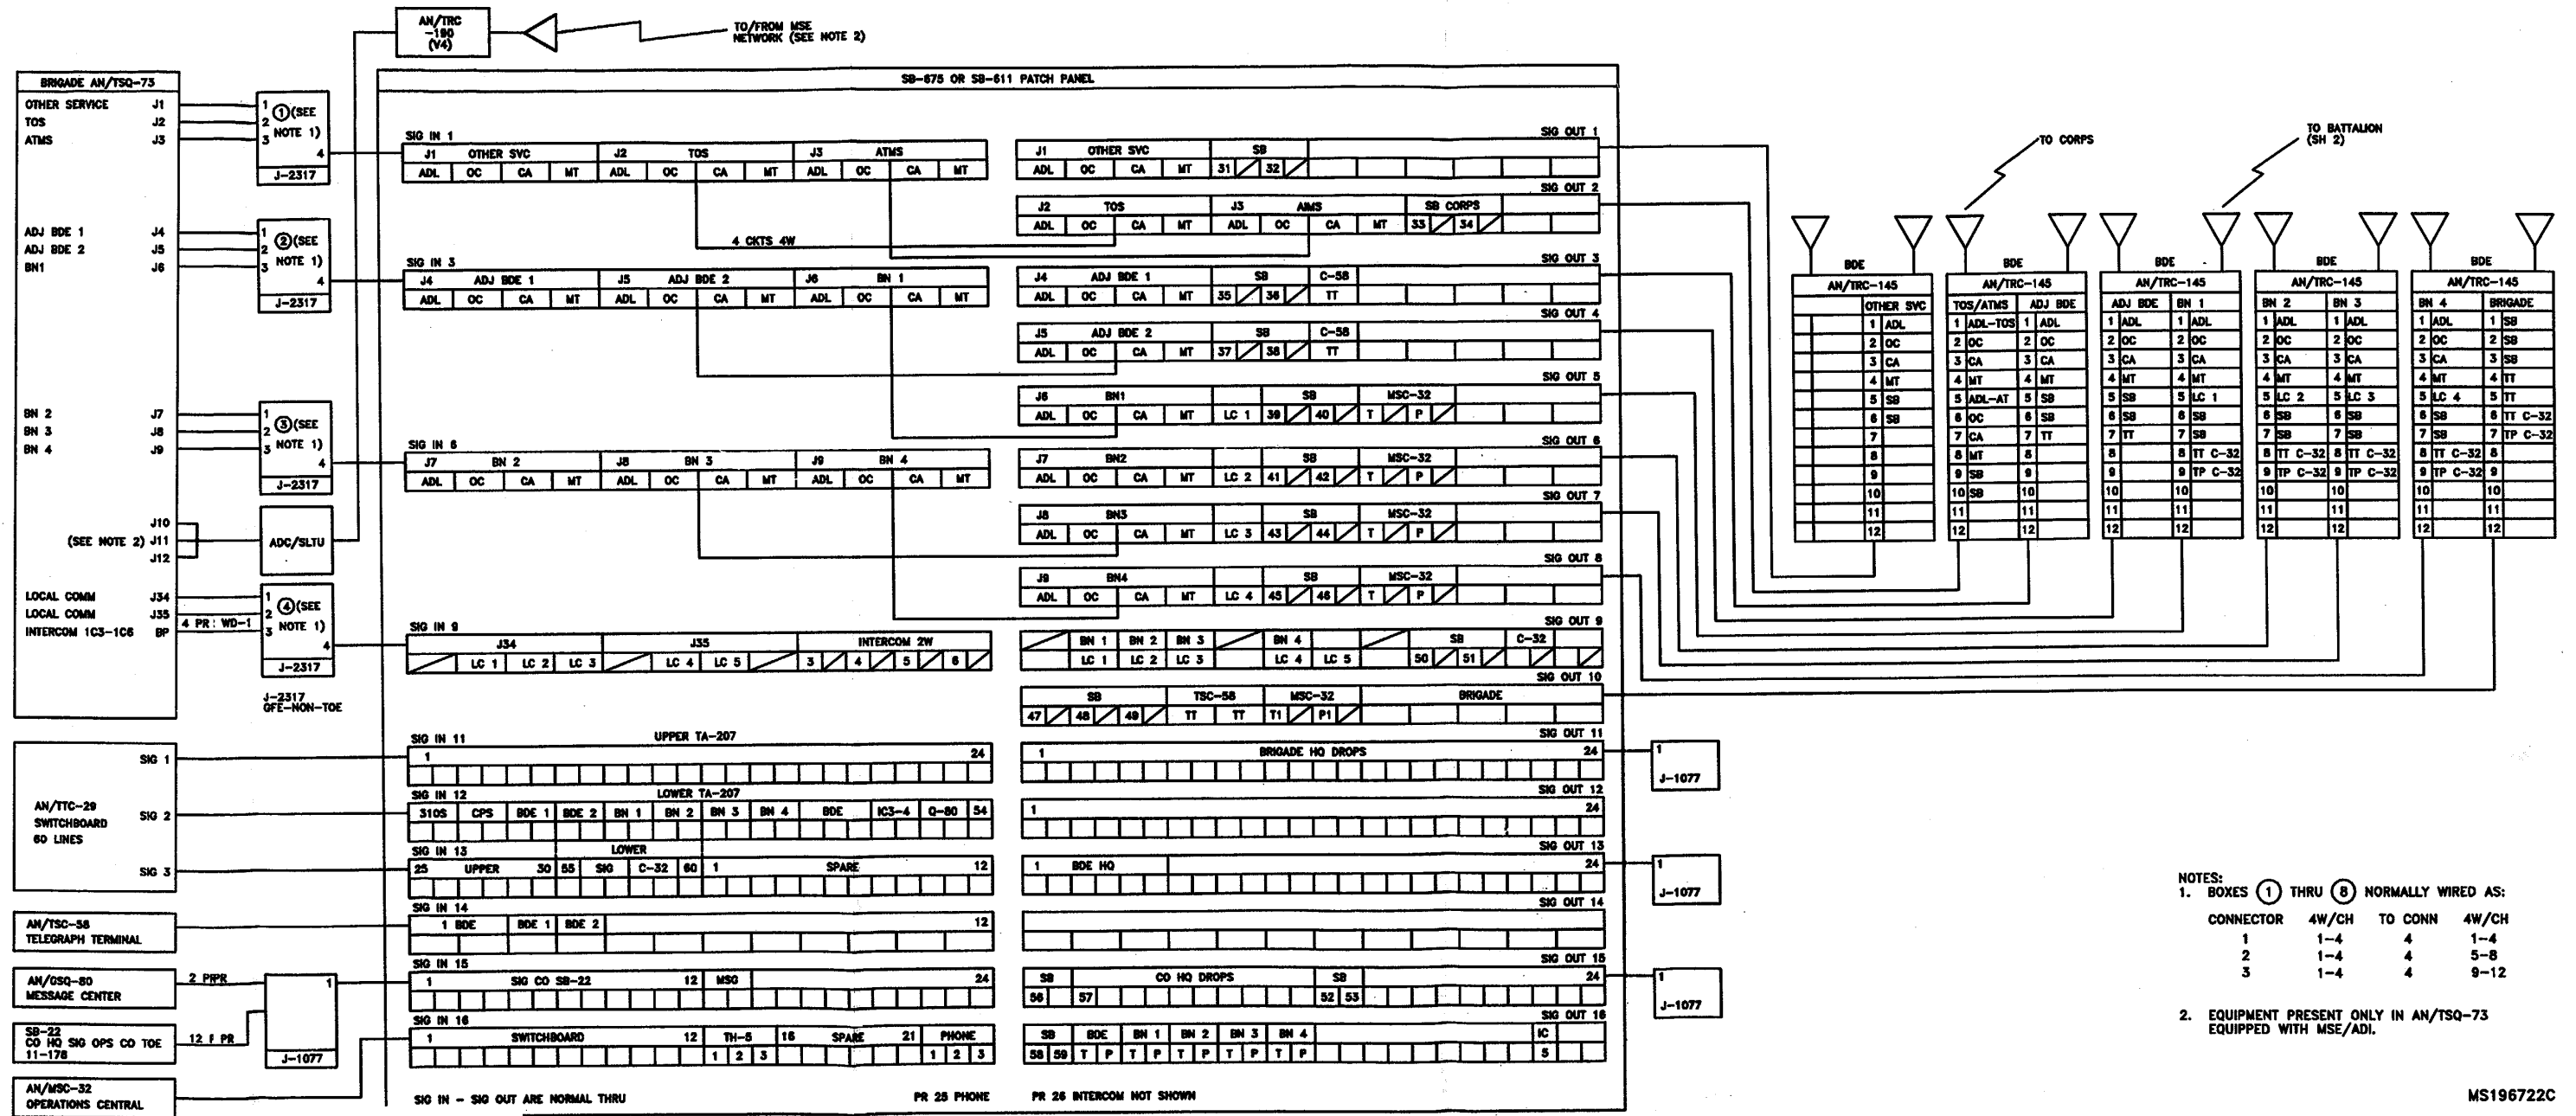 AN/TRC
-190
(V4)
TO/FROM MSE
NETWORK (SEE NOTE 2)
BRIGADE AN/TSQ-73
OTHER SERVICE J1
TOS J2
ATMS J3
ADJ BDE 1 J4
ADJ BDE 2 J5
BN1 J6
BN 2 J7
BN 3 J8
BN 4 J9
J10
(SEE NOTE 2) J11
J12
LOCAL COMM J34
LOCAL COMM J35
INTERCOM 1C3-1C6 BP
4 PR: WD-1
1 ①(SEE
2 NOTE 1)
3
4
J-2317
1 ②(SEE
2 NOTE 1)
3
4
J-2317
1 ③(SEE
2 NOTE 1)
3
4
J-2317
ADC/SLTU
1 ④(SEE
2 NOTE 1)
3
4
J-2317
J-2317
GFE-NON-TOE
AN/TTC-29
SWITCHBOARD
60 LINES
SIG 1
SIG 2
SIG 3
AN/TSC-58
TELEGRAPH TERMINAL
AN/GSQ-80
MESSAGE CENTER
2 PRPR
SB-22
CO HQ SIG OPS CO TOE
11-178
12 F PR
1
J-1077
AN/MSC-32
OPERATIONS CENTRAL
SB-675 OR SB-611 PATCH PANEL
SIG IN 1
J1 OTHER SVC J2 TOS J3 ATMS
ADL OC CA MT ADL OC CA MT ADL OC CA MT
4 CKTS 4W
SIG IN 3
J4 ADJ BDE 1 J5 ADJ BDE 2 J6 BN 1
ADL OC CA MT ADL OC CA MT ADL OC CA MT
SIG IN 6
J7 BN 2 J8 BN 3 J9 BN 4
ADL OC CA MT ADL OC CA MT ADL OC CA MT
SIG IN 9
J34 J35 INTERCOM 2W
LC 1 LC 2 LC 3 LC 4 LC 5 3 4 5 6
SIG IN 11 UPPER TA-207
1 24
SIG IN 12 LOWER TA-207
310S CPS BDE 1 BDE 2 BN 1 BN 2 BN 3 BN 4 BDE IC3-4 Q-80 54
SIG IN 13 LOWER
25 UPPER 30 55 SIG C-32 60 1 SPARE 12
SIG IN 14
1 BDE BDE 1 BDE 2 12
SIG IN 15
1 SIG CO SB-22 12 MSG 24
SIG IN 16
1 SWITCHBOARD 12 TH-5 16 SPARE 21 PHONE
1 2 3 1 2 3
SIG IN - SIG OUT ARE NORMAL THRU
PR 25 PHONE
PR 26 INTERCOM NOT SHOWN
SIG OUT 1
J1 OTHER SVC SB
ADL OC CA MT 31 32
SIG OUT 2
J2 TOS J3 AIMS SB CORPS
ADL OC CA MT ADL OC CA MT 33 34
SIG OUT 3
J4 ADJ BDE 1 SB C-58
ADL OC CA MT 35 36 TT
SIG OUT 4
J5 ADJ BDE 2 SB C-58
ADL OC CA MT 37 38 TT
SIG OUT 5
J6 BN1 SB MSC-32
ADL OC CA MT LC 1 39 40 T P
SIG OUT 6
J7 BN2 SB MSC-32
ADL OC CA MT LC 2 41 42 T P
SIG OUT 7
J8 BN3 SB MSC-32
ADL OC CA MT LC 3 43 44 T P
SIG OUT 8
J9 BN4 SB MSC-32
ADL OC CA MT LC 4 45 46 T P
SIG OUT 9
BN 1 BN 2 BN 3 BN 4 SB C-32
LC 1 LC 2 LC 3 LC 4 LC 5 50 51
SIG OUT 10
SB TSC-58 MSC-32 BRIGADE
47 48 49 TT TT T1 P1
SIG OUT 11
1 BRIGADE HQ DROPS 24
1
J-1077
SIG OUT 12
1 24
SIG OUT 13
1 BDE HQ 24
1
J-1077
SIG OUT 14
SIG OUT 15
SB CO HQ DROPS SB 24
56 57 52 53
1
J-1077
SIG OUT 16
SB BDE BN 1 BN 2 BN 3 BN 4 IC
58 59 T P T P T P T P T P 5
TO CORPS
TO BATTALION
(SH 2)
BDE
AN/TRC-145
OTHER SVC
1 ADL
2 OC
3 CA
4 MT
5 SB
6 SB
7
8
9
10
11
12
BDE
AN/TRC-145
TOS/ATMS ADJ BDE
1 ADL-TOS 1 ADL
2 OC 2 OC
3 CA 3 CA
4 MT 4 MT
5 ADL-AT 5 SB
6 OC 6 SB
7 CA 7 TT
8 MT 8
9 SB 9
10 SB 10
11 11
12 12
BDE
AN/TRC-145
ADJ BDE BN 1
1 ADL 1 ADL
2 OC 2 OC
3 CA 3 CA
4 MT 4 MT
5 SB 5 LC 1
6 SB 6 SB
7 TT 7 SB
8 8 TT C-32
9 9 TP C-32
10 10
11 11
12 12
BDE
AN/TRC-145
BN 2 BN 3
1 ADL 1 ADL
2 OC 2 OC
3 CA 3 CA
4 MT 4 MT
5 LC 2 5 LC 3
6 SB 6 SB
7 SB 7 SB
8 TT C-32 8 TT C-32
9 TP C-32 9 TP C-32
10 10
11 11
12 12
BDE
AN/TRC-145
BN 4 BRIGADE
1 ADL 1 SB
2 OC 2 SB
3 CA 3 SB
4 MT 4 TT
5 LC 4 5 TT
6 SB 6 TT C-32
7 SB 7 TP C-32
8 TT C-32 8
9 TP C-32 9
10 10
11 11
12 12
NOTES:
1. BOXES ① THRU ⑧ NORMALLY WIRED AS:
CONNECTOR 4W/CH TO CONN 4W/CH
1 1-4 4 1-4
2 1-4 4 5-8
3 1-4 4 9-12
2. EQUIPMENT PRESENT ONLY IN AN/TSQ-73
EQUIPPED WITH MSE/ADI.
MS196722C